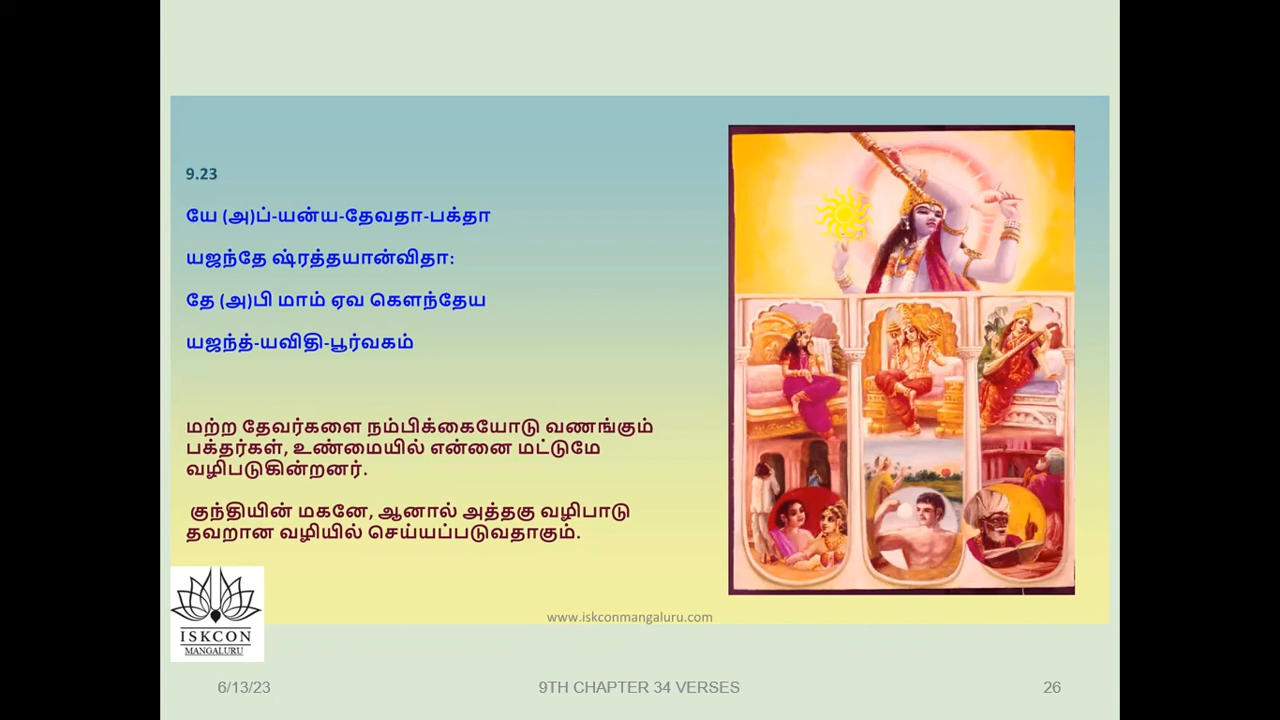 9.23
யே (அ)ப்-யன்ய-தேவதா-பக்தா
யஜந்தே ஷ்ரத்தயான்விதா:
தே (அ)பி மாம் ஏவ கௌந்தேய
யஜந்த்-யவிதி-பூர்வகம்
மற்ற தேவர்களை நம்பிக்கையோடு வணங்கும்
பக்தர்கள், உண்மையில் என்னை மட்டுமே
வழிபடுகின்றனர்.
குந்தியின் மகனே, ஆனால் அத்தகு வழிபாடு
தவறான வழியில் செய்யப்படுவதாகும்.
ISKCON
MANGALURU
www.iskconmangaluru.com
6/13/23
9TH CHAPTER 34 VERSES
26